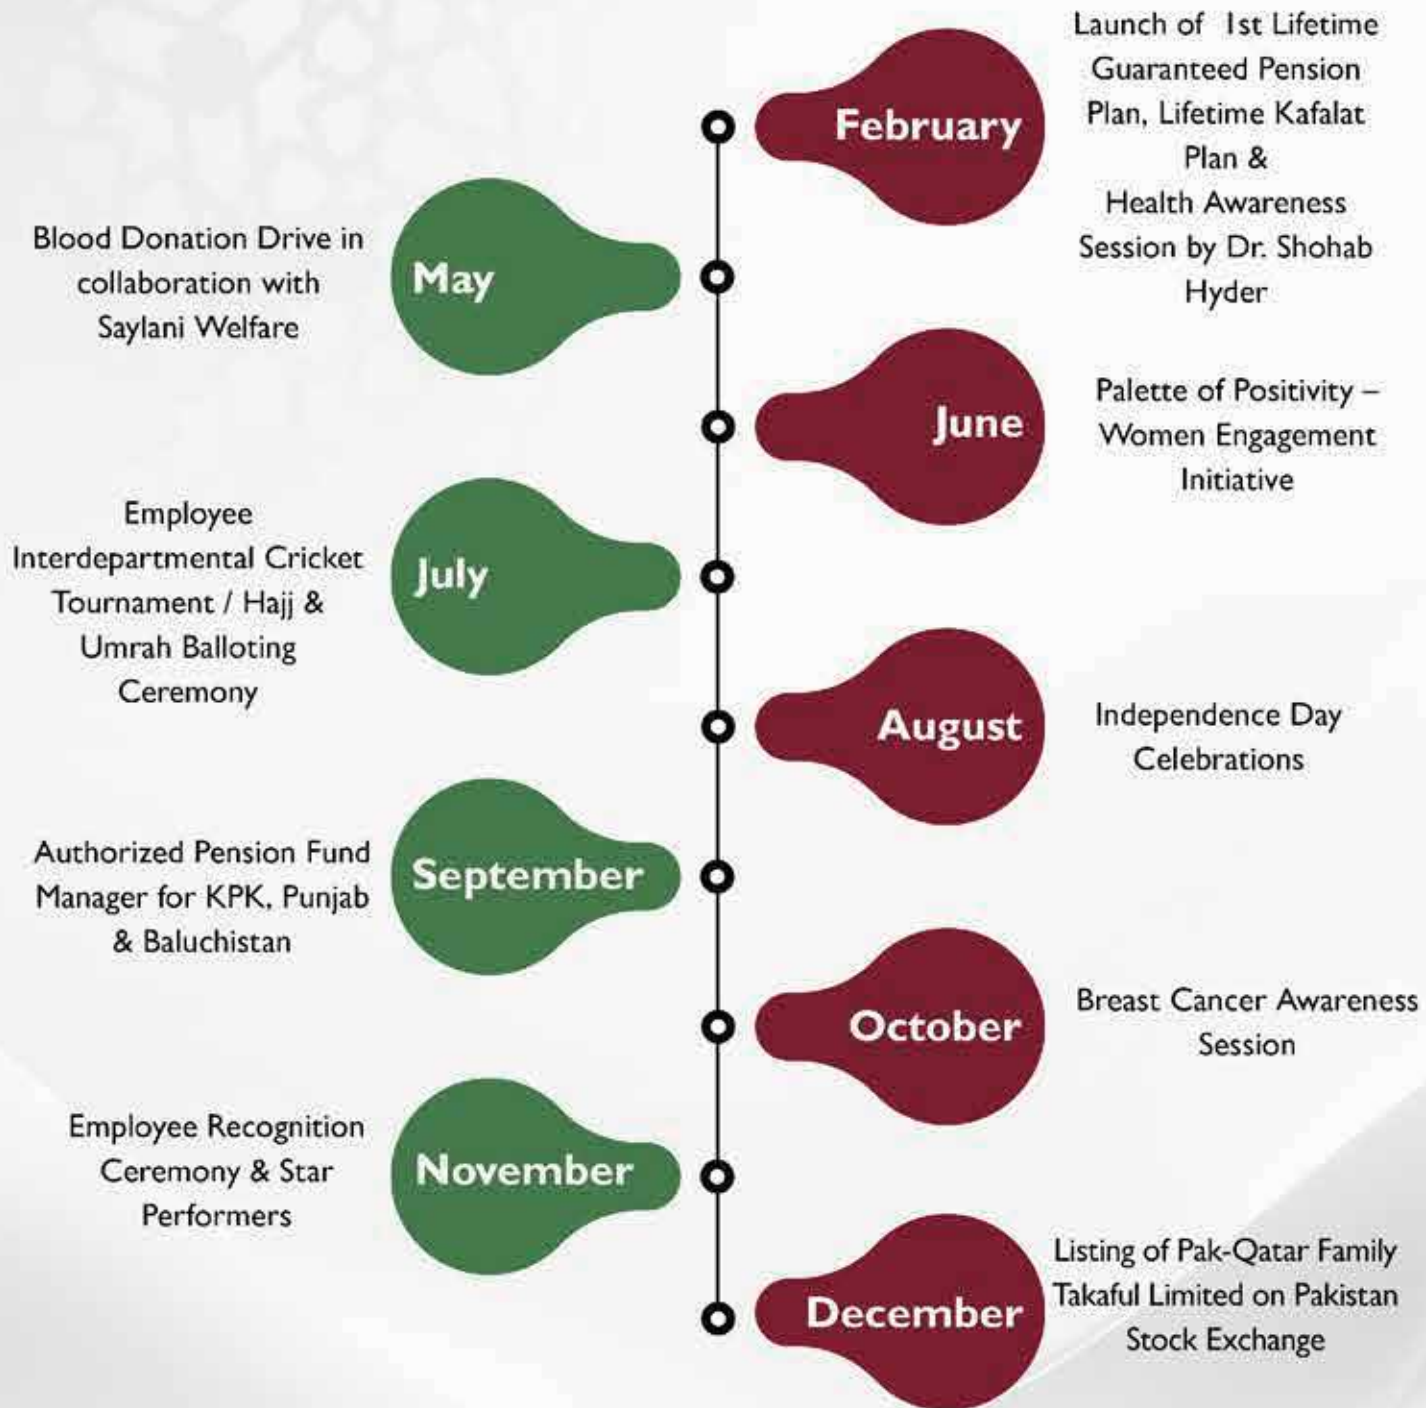 February
Launch of 1st Lifetime
Guaranteed Pension
Plan, Lifetime Kafalat
Plan &
Health Awareness
Session by Dr. Shohab
Hyder
Blood Donation Drive in
collaboration with
Saylani Welfare
May
June
Palette of Positivity –
Women Engagement
Initiative
Employee
Interdepartmental Cricket
Tournament / Hajj &
Umrah Balloting
Ceremony
July
August
Independence Day
Celebrations
Authorized Pension Fund
Manager for KPK, Punjab
& Baluchistan
September
October
Breast Cancer Awareness
Session
Employee Recognition
Ceremony & Star
Performers
November
December
Listing of Pak-Qatar Family
Takaful Limited on Pakistan
Stock Exchange